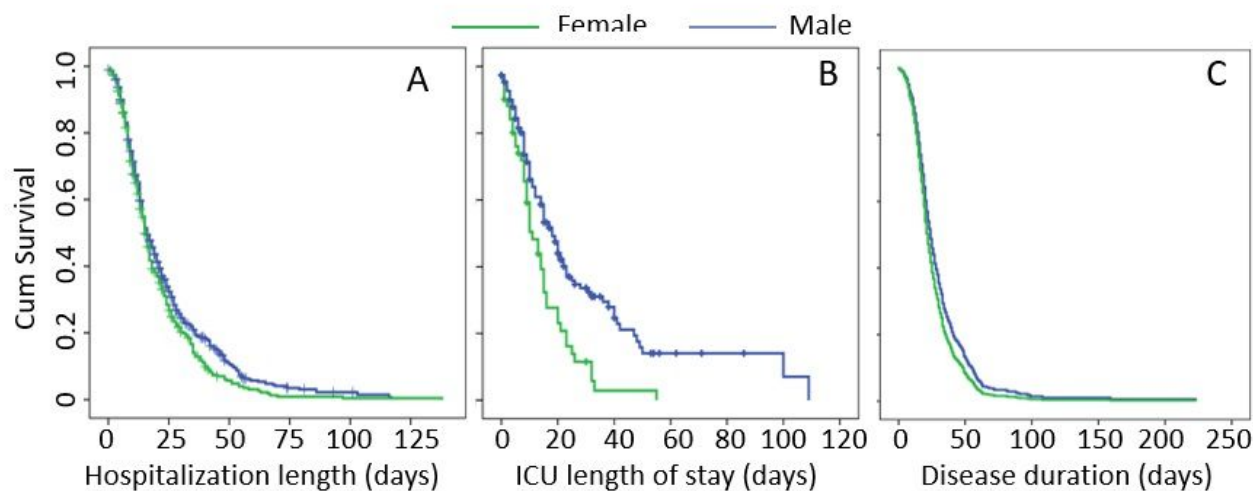 Female Male
A B C
Cum Survival
1.0
0.8
0.6
0.4
0.2
0
0 25 50 75 100 125 0 20 40 60 80 100 120 0 50 100 150 200 250
Hospitalization length (days) ICU length of stay (days) Disease duration (days)